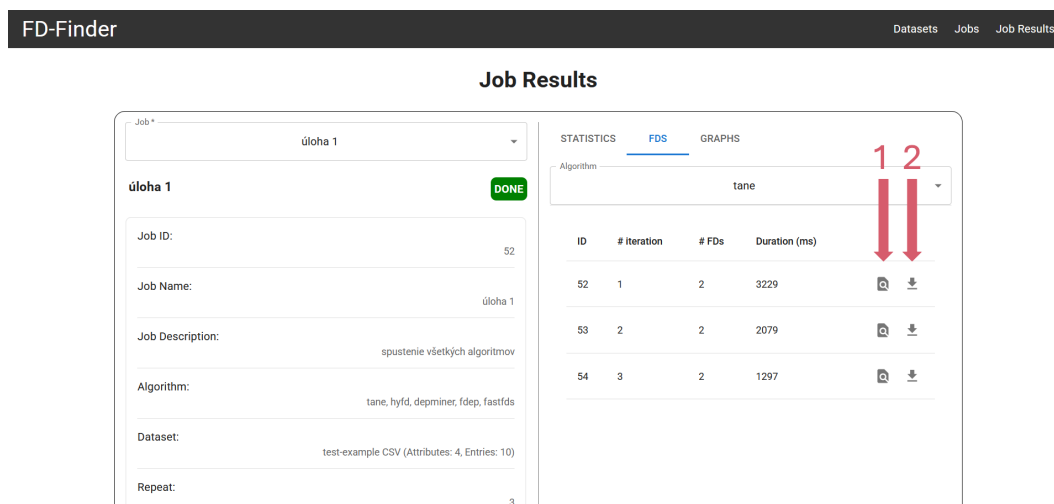 FD-Finder Datasets Jobs Job Results
Job Results
Job *
úloha 1
úloha 1
DONE
Job ID:
52
Job Name:
úloha 1
Job Description:
spustenie všetkých algoritmov
Algorithm:
tane, hyfd, depminer, fdep, fastfds
Dataset:
test-example CSV (Attributes: 4, Entries: 10)
Repeat:
3
STATISTICS FDS GRAPHS
1 2
Algorithm
tane
ID # iteration # FDs Duration (ms)
52 1 2 3229
53 2 2 2079
54 3 2 1297